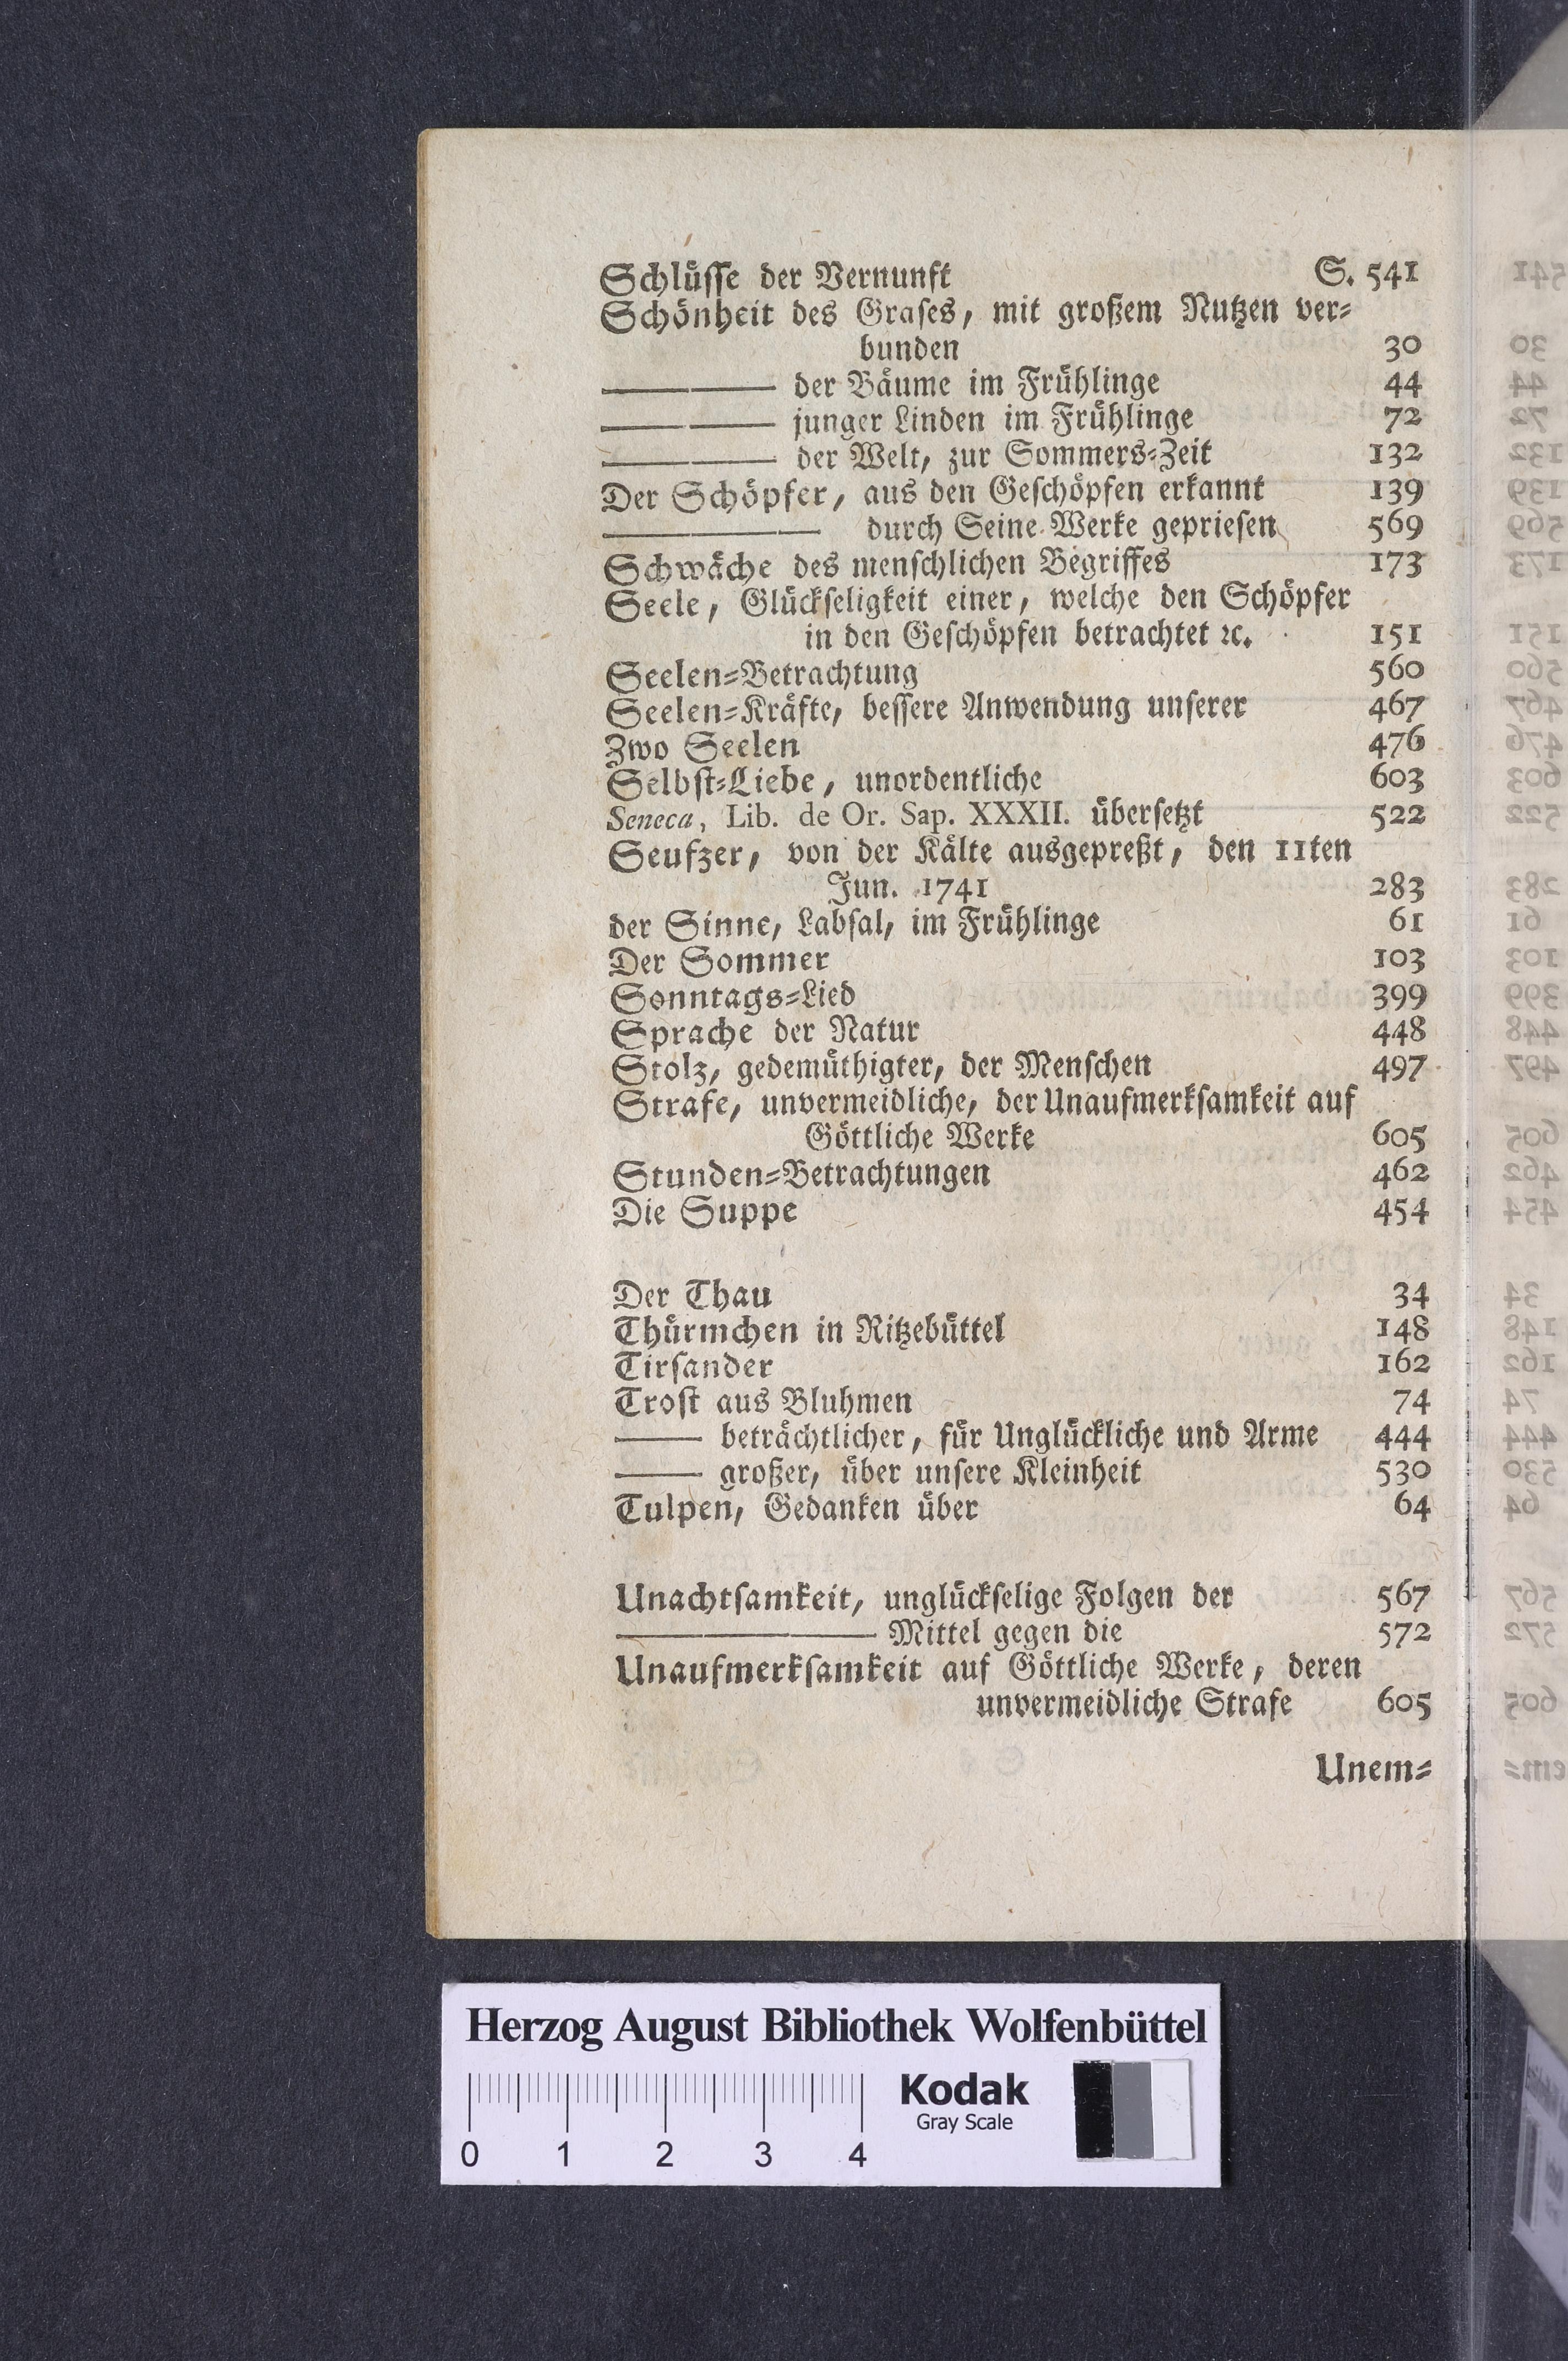 Schlüsse der Vernunft S. 541
Schönheit des Grases, mit großem Nutzen ver-
bunden 30
——— der Bäume im Frühlinge 44
——— junger Linden im Frühlinge 72
——— der Welt, zur Sommers-Zeit 132
Der Schöpfer, aus den Geschöpfen erkannt 139
——— durch Seine Werke gepriesen 569
Schwäche des menschlichen Begriffes 173
Seele, Glückseligkeit einer, welche den Schöpfer
in den Geschöpfen betrachtet ꝛc. 151
Seelen-Betrachtung 560
Seelen-Kräfte, bessere Anwendung unserer 467
Zwo Seelen 476
Selbst-Liebe, unordentliche 603
Seneca, Lib. de Or. Sap. XXXII. übersetzt 522
Seufzer, von der Kälte ausgepreßt, den 11ten
Jun. 1741 283
der Sinne, Labsal, im Frühlinge 61
Der Sommer 103
Sonntags-Lied 399
Sprache der Natur 448
Stolz, gedemüthigter, der Menschen 497
Strafe, unvermeidliche, der Unaufmerksamkeit auf
Göttliche Werke 605
Stunden-Betrachtungen 462
Die Suppe 454
Der Thau 34
Thürmchen in Ritzebüttel 148
Tirsander 162
Trost aus Bluhmen 74
—— beträchtlicher, für Unglückliche und Arme 444
—— großer, über unsere Kleinheit 530
Tulpen, Gedanken über 64
Unachtsamkeit, unglückselige Folgen der 567
——— Mittel gegen die 572
Unaufmerksamkeit auf Göttliche Werke, deren
unvermeidliche Strafe 605
Unem-
Herzog August Bibliothek Wolfenbüttel
Kodak
Gray Scale
0 1 2 3 4